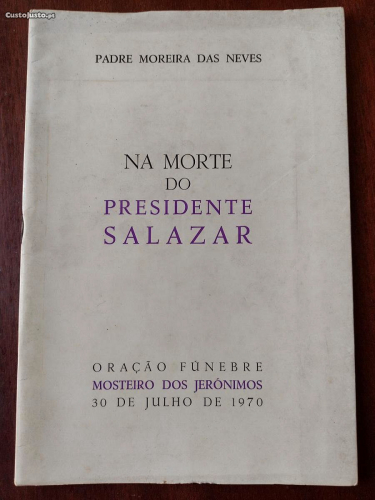 CustoJusto.pt
PADRE MOREIRA DAS NEVES
NA MORTE
DO
PRESIDENTE
SALAZAR
ORAÇÃO FÚNEBRE
MOSTEIRO DOS JERÓNIMOS
30 DE JULHO DE 1970